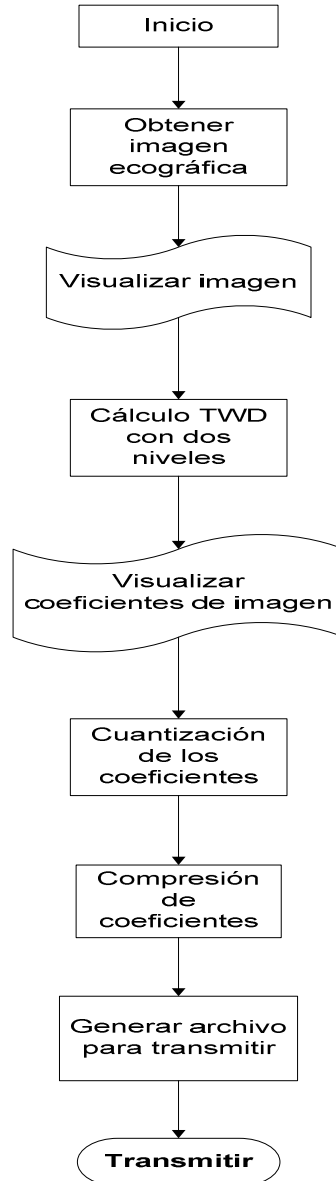 Inicio
Obtener
imagen
ecográfica
Visualizar imagen
Cálculo TWD
con dos
niveles
Visualizar
coeficientes de imagen
Cuantización
de los
coeficientes
Compresión
de
coeficientes
Generar archivo
para transmitir
Transmitir